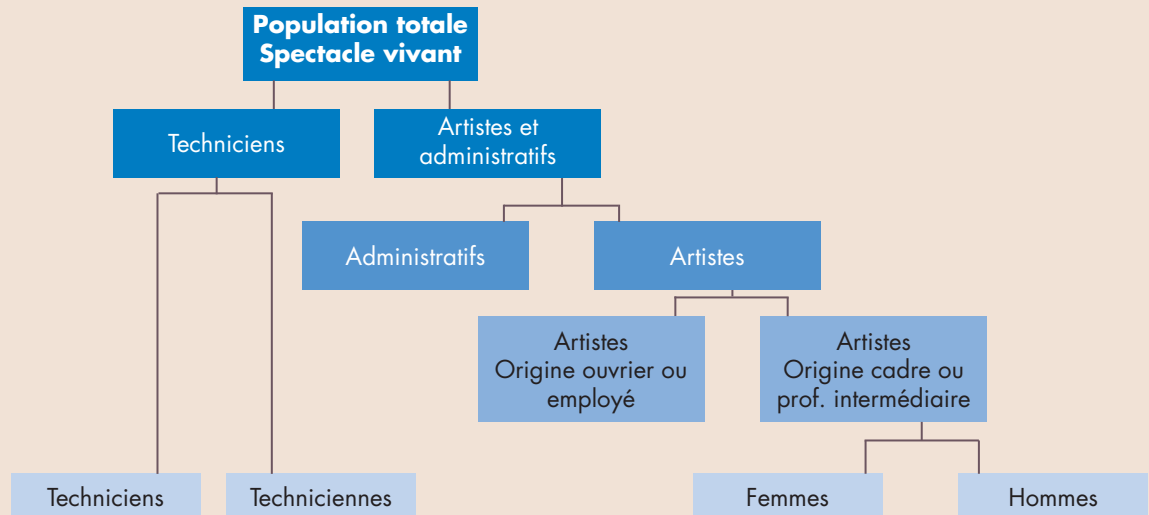 Population totale
Spectacle vivant
Techniciens
Artistes et
administratifs
Administratifs
Artistes
Artistes
Origine ouvrier ou
employé
Artistes
Origine cadre ou
prof. intermédiaire
Techniciens
Techniciennes
Femmes
Hommes